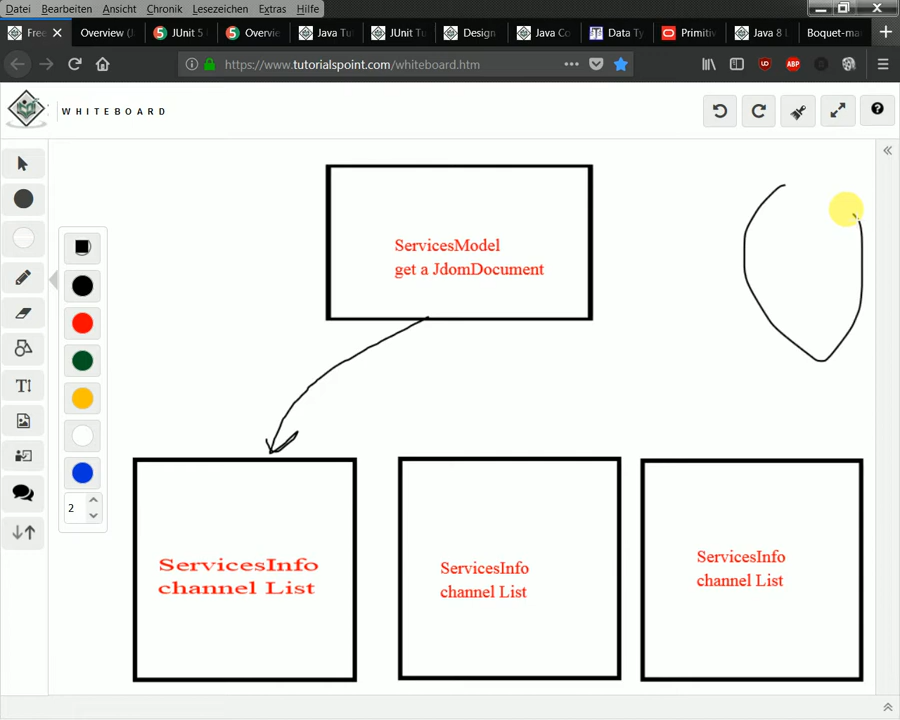 Datei Bearbeiten Ansicht Chronik Lesezeichen Extras Hilfe
Free Overview (J JUnit 5 Overvie Java Tu JUnit Tu Design Java Co Data Ty Primitiv Java 8 L Boquet-ma
https://www.tutorialspoint.com/whiteboard.htm
WHITEBOARD
ServicesModel
get a JdomDocument
T
2
ServicesInfo
channel List
ServicesInfo
channel List
ServicesInfo
channel List